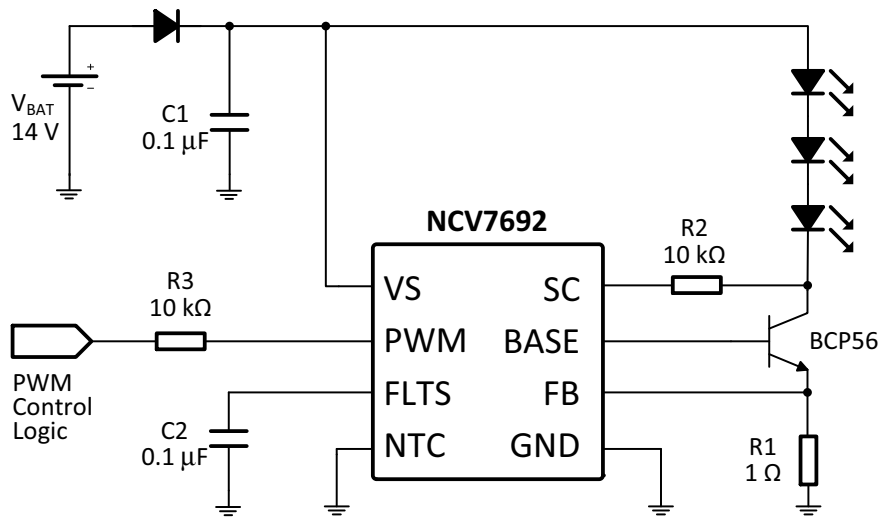 +
−
V_BAT
14 V
C1
0.1 μF
NCV7692
R2
10 kΩ
R3
10 kΩ
VS
SC
PWM
BASE
BCP56
PWM
Control
Logic
FLTS
FB
C2
0.1 μF
NTC
GND
R1
1 Ω